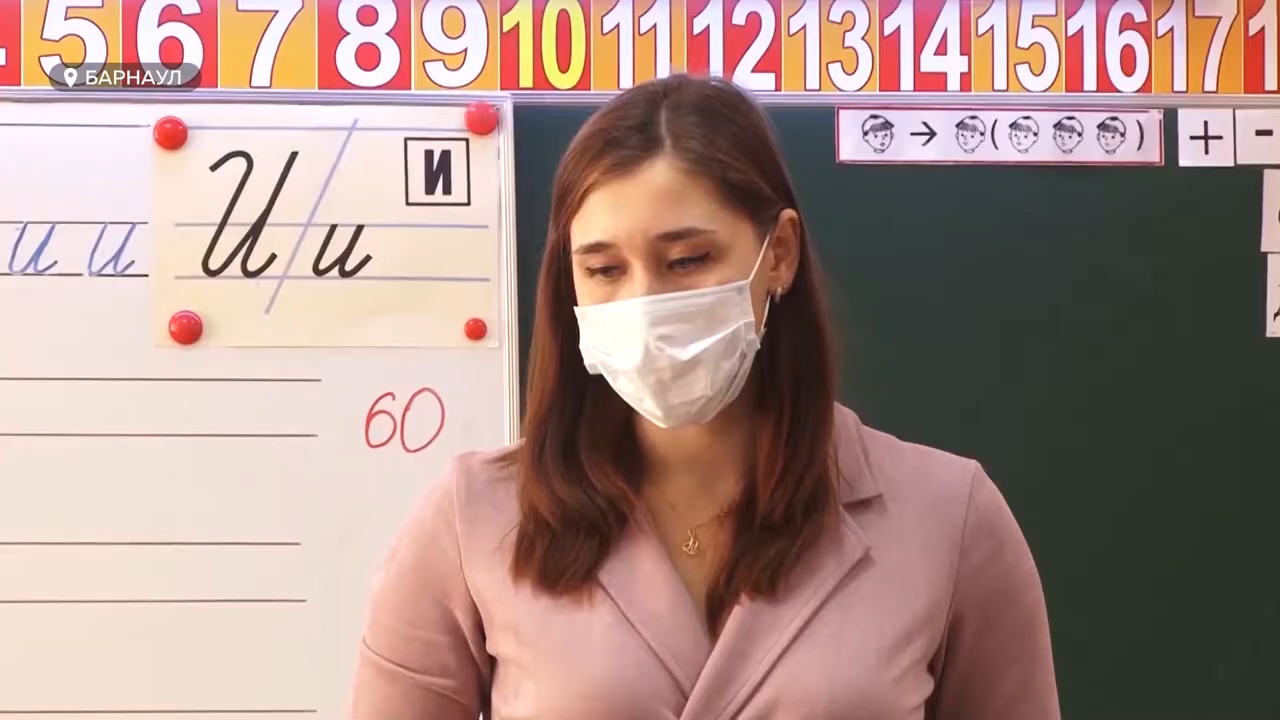 5 6 7 8 9 10 11 12 13 14 15 16 17
БАРНАУЛ
И и
И
и и
60
→ ( )
+ -